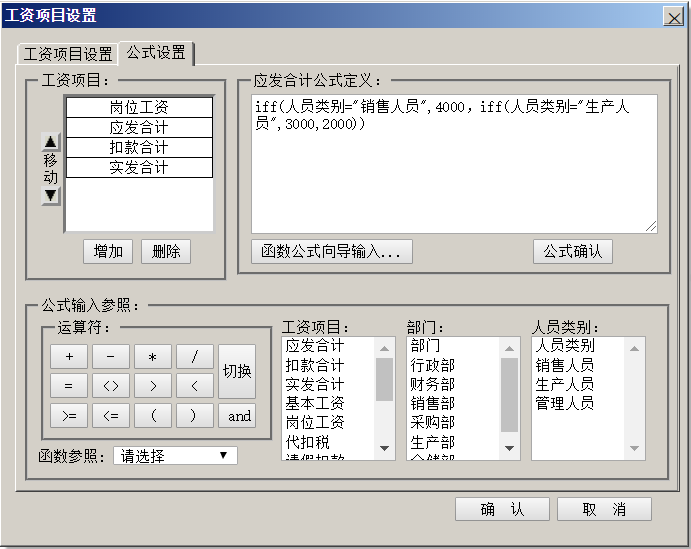 工资项目设置
工资项目设置 公式设置
工资项目：
岗位工资
应发合计
扣款合计
实发合计
▲
移
动
▼
增加 删除
应发合计公式定义：
iff(人员类别="销售人员",4000，iff(人员类别="生产人
员",3000,2000))
函数公式向导输入... 公式确认
公式输入参照：
运算符：
+ - * / 切换
= <> > <
>= <= ( ) and
函数参照： 请选择
工资项目：
应发合计
扣款合计
实发合计
基本工资
岗位工资
代扣税
请假扣款
部门：
部门
行政部
财务部
销售部
采购部
生产部
仓储部
人员类别：
人员类别
销售人员
生产人员
管理人员
确 认 取 消